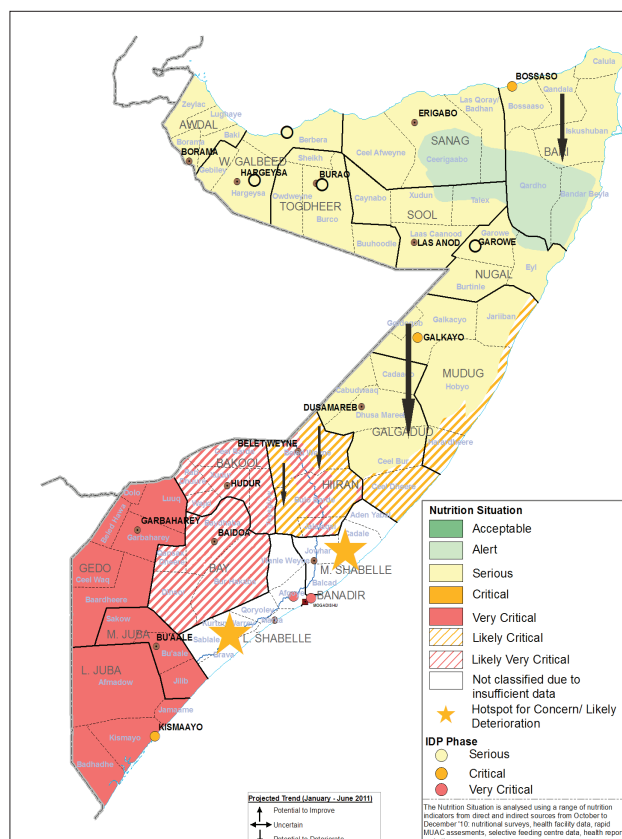 Calula
BOSSASO
Qandala
Las Qoray/
Badhan
Bossaaso
Zeylac
Lughaye
ERIGABO
Iskushuban
AWDAL
SANAG
BARI
Baki
Berbera
Borama
Ceel Afweyne
BORAMA
W. GALBEED
Sheikh
Ceerigaabo
Gebiley
HARGEYSA
BURAO
Qardho
Hargeysa
Owdweyne
Caynabo
Xudun
Talex
Bandar Beyla
TOGDHEER
SOOL
Burco
Laas Caanood
Garowe
Buuhoodle
LAS ANOD
GAROWE
NUGAL
Eyl
Burtinle
Jariiban
Galkacyo
GALKAYO
MUDUG
Hobyo
Cabudwaaq
DUSAMAREB
GALGADUD
BELET WEYNE
Ceel Bur
BAKOOL
HUDUR
HIIRAN
Luuq
Aden Yabaal
GARBAHAREY
BAIDOA
Garbaharey
Jowhar
GEDO
M. SHABELLE
Ceel Waq
BAY
Balcad
BANADIR
MOGADISHU
Baardheere
Qoryoley
Sakow
M. JUBA
BU'AALE
L. SHABELLE
Sablale
Bu'aale
Brava
L. JUBA
Afmadow
Jilib
Jamaame
KISMAAYO
Kismayo
Badhadhe
Nutrition Situation
Acceptable
Alert
Serious
Critical
Very Critical
Likely Critical
Likely Very Critical
Not classified due to
insufficient data
Hotspot for Concern/ Likely
Deterioration
IDP Phase
Serious
Critical
Very Critical
The Nutrition Situation is analysed using a range of nutrition
indicators from direct and indirect sources from October to
December '10: nutritional surveys, health facility data, rapid
MUAC assesments, selective feeding centre data, health repor
Projected Trend (January - June 2011)
Potential to Improve
Uncertain
Potential to Deteriorate